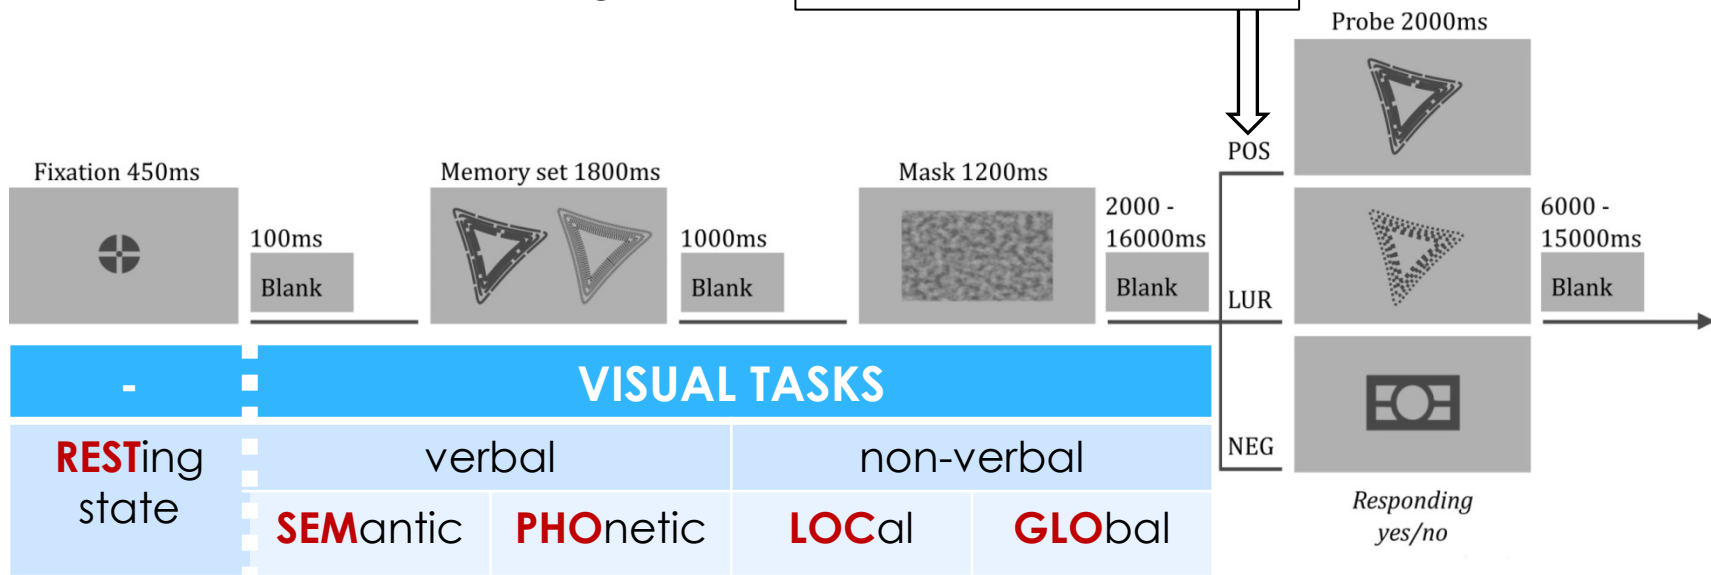 Probe 2000ms
POS
Fixation 450ms
Memory set 1800ms
Mask 1200ms
100ms
Blank
1000ms
Blank
2000 -
16000ms
Blank
LUR
6000 -
15000ms
Blank
-
VISUAL TASKS
RESTing
state
verbal
non-verbal
SEMantic
PHOnetic
LOCal
GLObal
NEG
Responding
yes/no